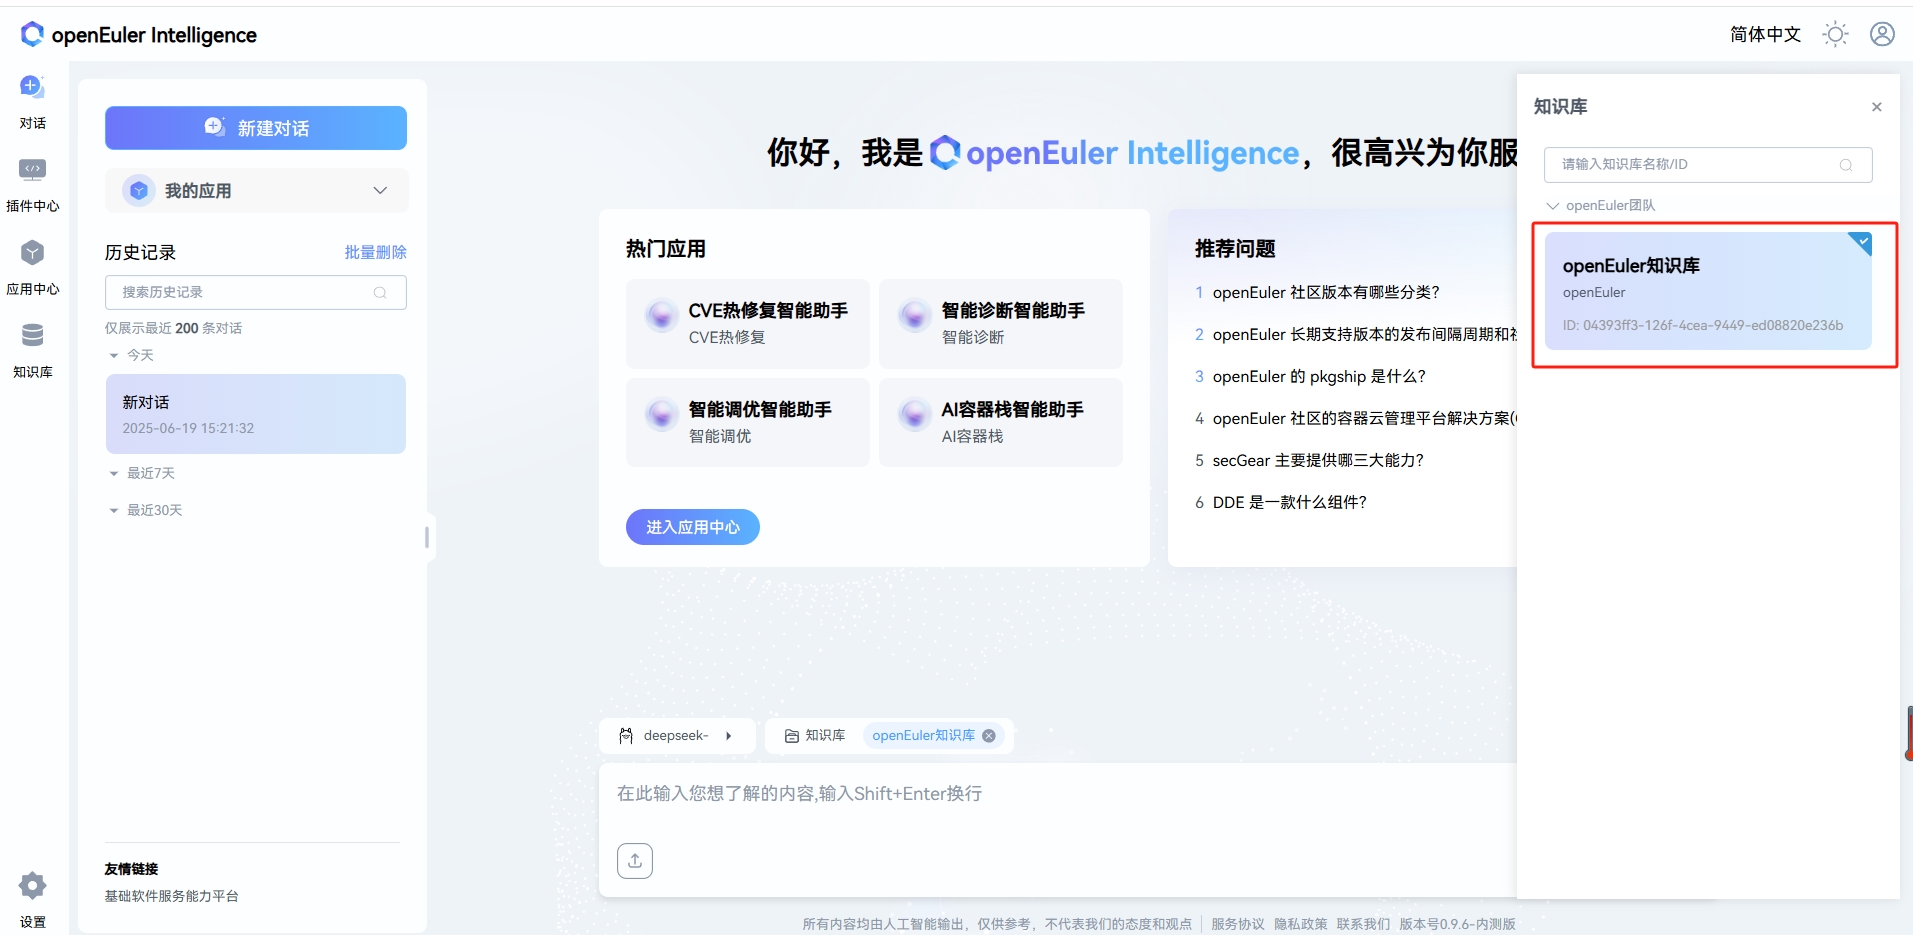 openEuler Intelligence
简体中文
对话
插件中心
应用中心
知识库
设置
新建对话
我的应用
历史记录
批量删除
搜索历史记录
仅展示最近 200 条对话
今天
新对话
2025-06-19 15:21:32
最近7天
最近30天
友情链接
基础软件服务能力平台
你好，我是 openEuler Intelligence，很高兴为你服
热门应用
CVE热修复智能助手
CVE热修复
智能诊断智能助手
智能诊断
智能调优智能助手
智能调优
AI容器栈智能助手
AI容器栈
进入应用中心
推荐问题
1 openEuler 社区版本有哪些分类？
2 openEuler 长期支持版本的发布间隔周期和社
3 openEuler 的 pkgship 是什么？
4 openEuler 社区的容器云管理平台解决方案(
5 secGear 主要提供哪三大能力？
6 DDE 是一款什么组件？
deepseek-
知识库
openEuler知识库
在此输入您想了解的内容,输入Shift+Enter换行
所有内容均由人工智能输出，仅供参考，不代表我们的态度和观点 | 服务协议 隐私政策 联系我们 版本号0.9.6-内测版
知识库
请输入知识库名称/ID
openEuler团队
openEuler知识库
openEuler
ID: 04393ff3-126f-4cea-9449-ed08820e236b